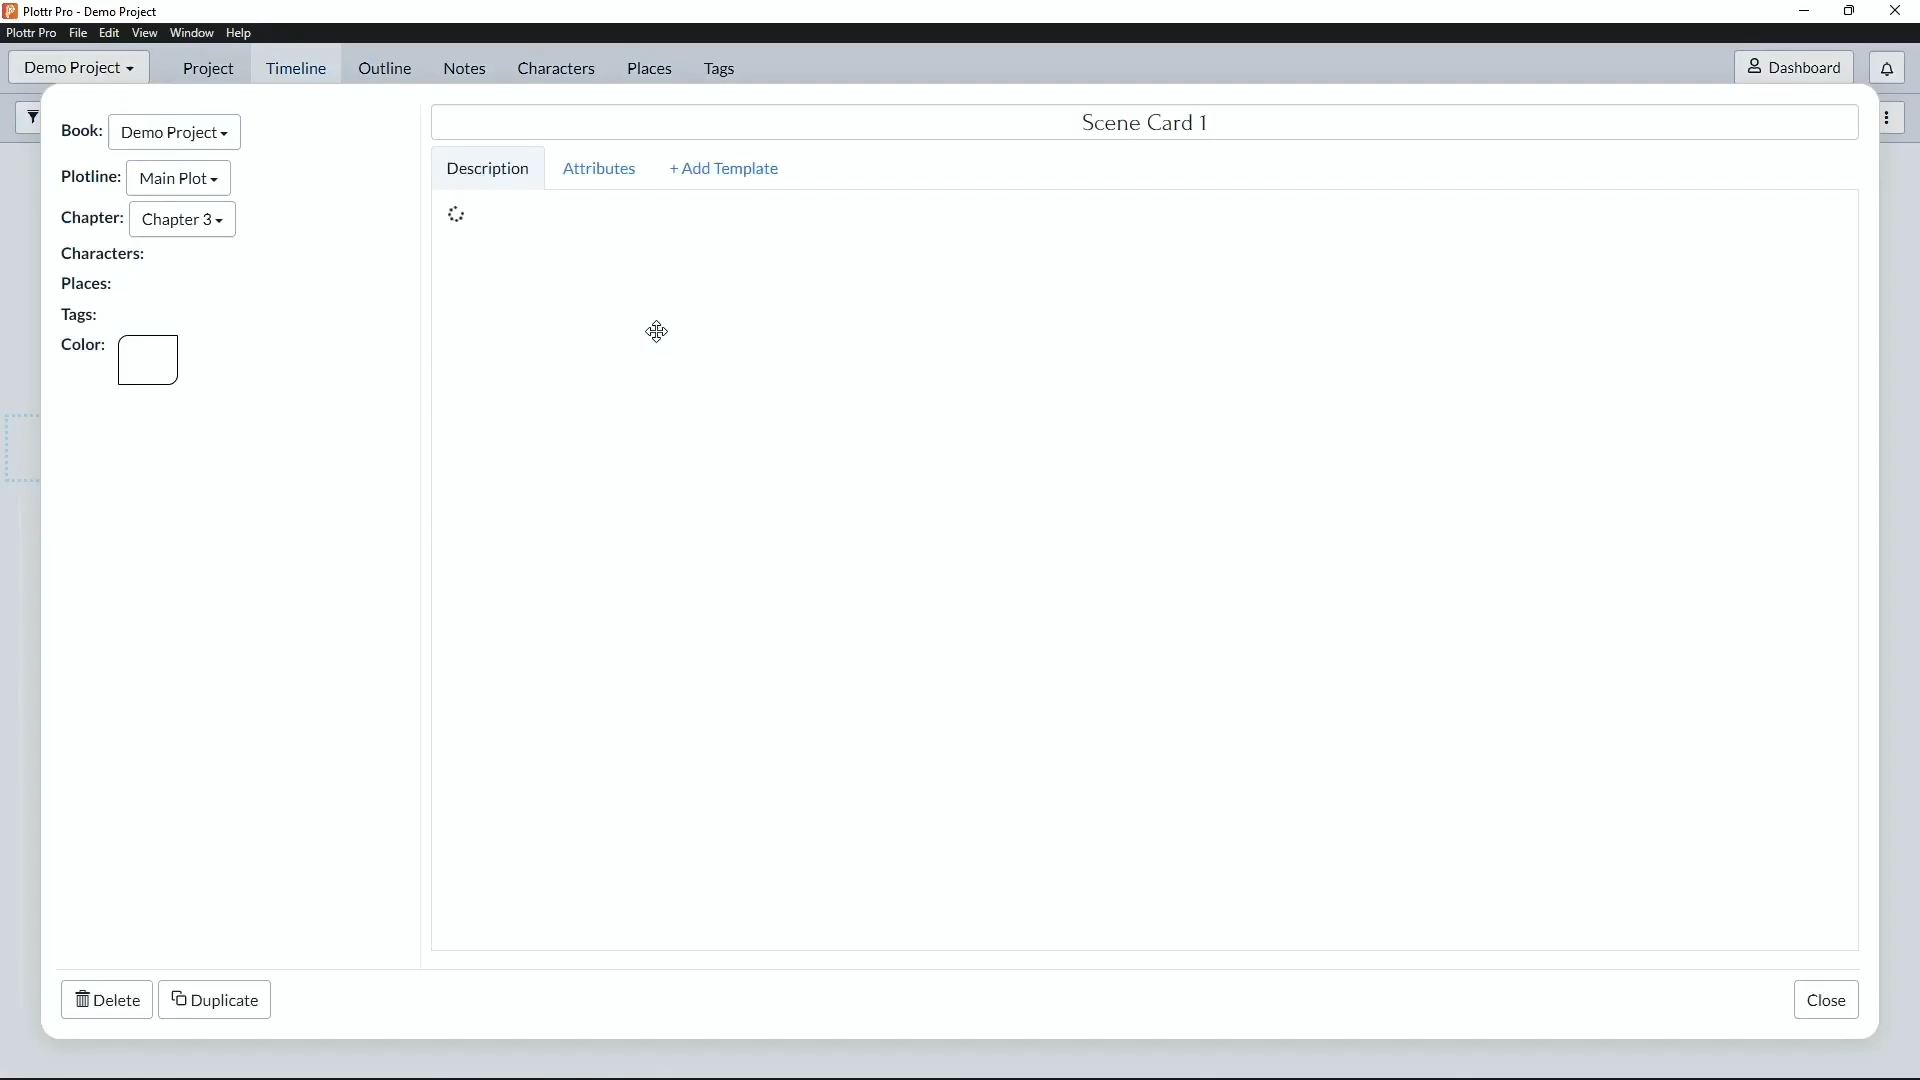 Plottr Pro - Demo Project
Plottr Pro File Edit View Window Help
Demo Project Project Timeline Outline Notes Characters Places Tags Dashboard
Book: Demo Project
Plotline: Main Plot
Chapter: Chapter 3
Characters:
Places:
Tags:
Color:
Scene Card 1
Description Attributes + Add Template
Delete Duplicate Close